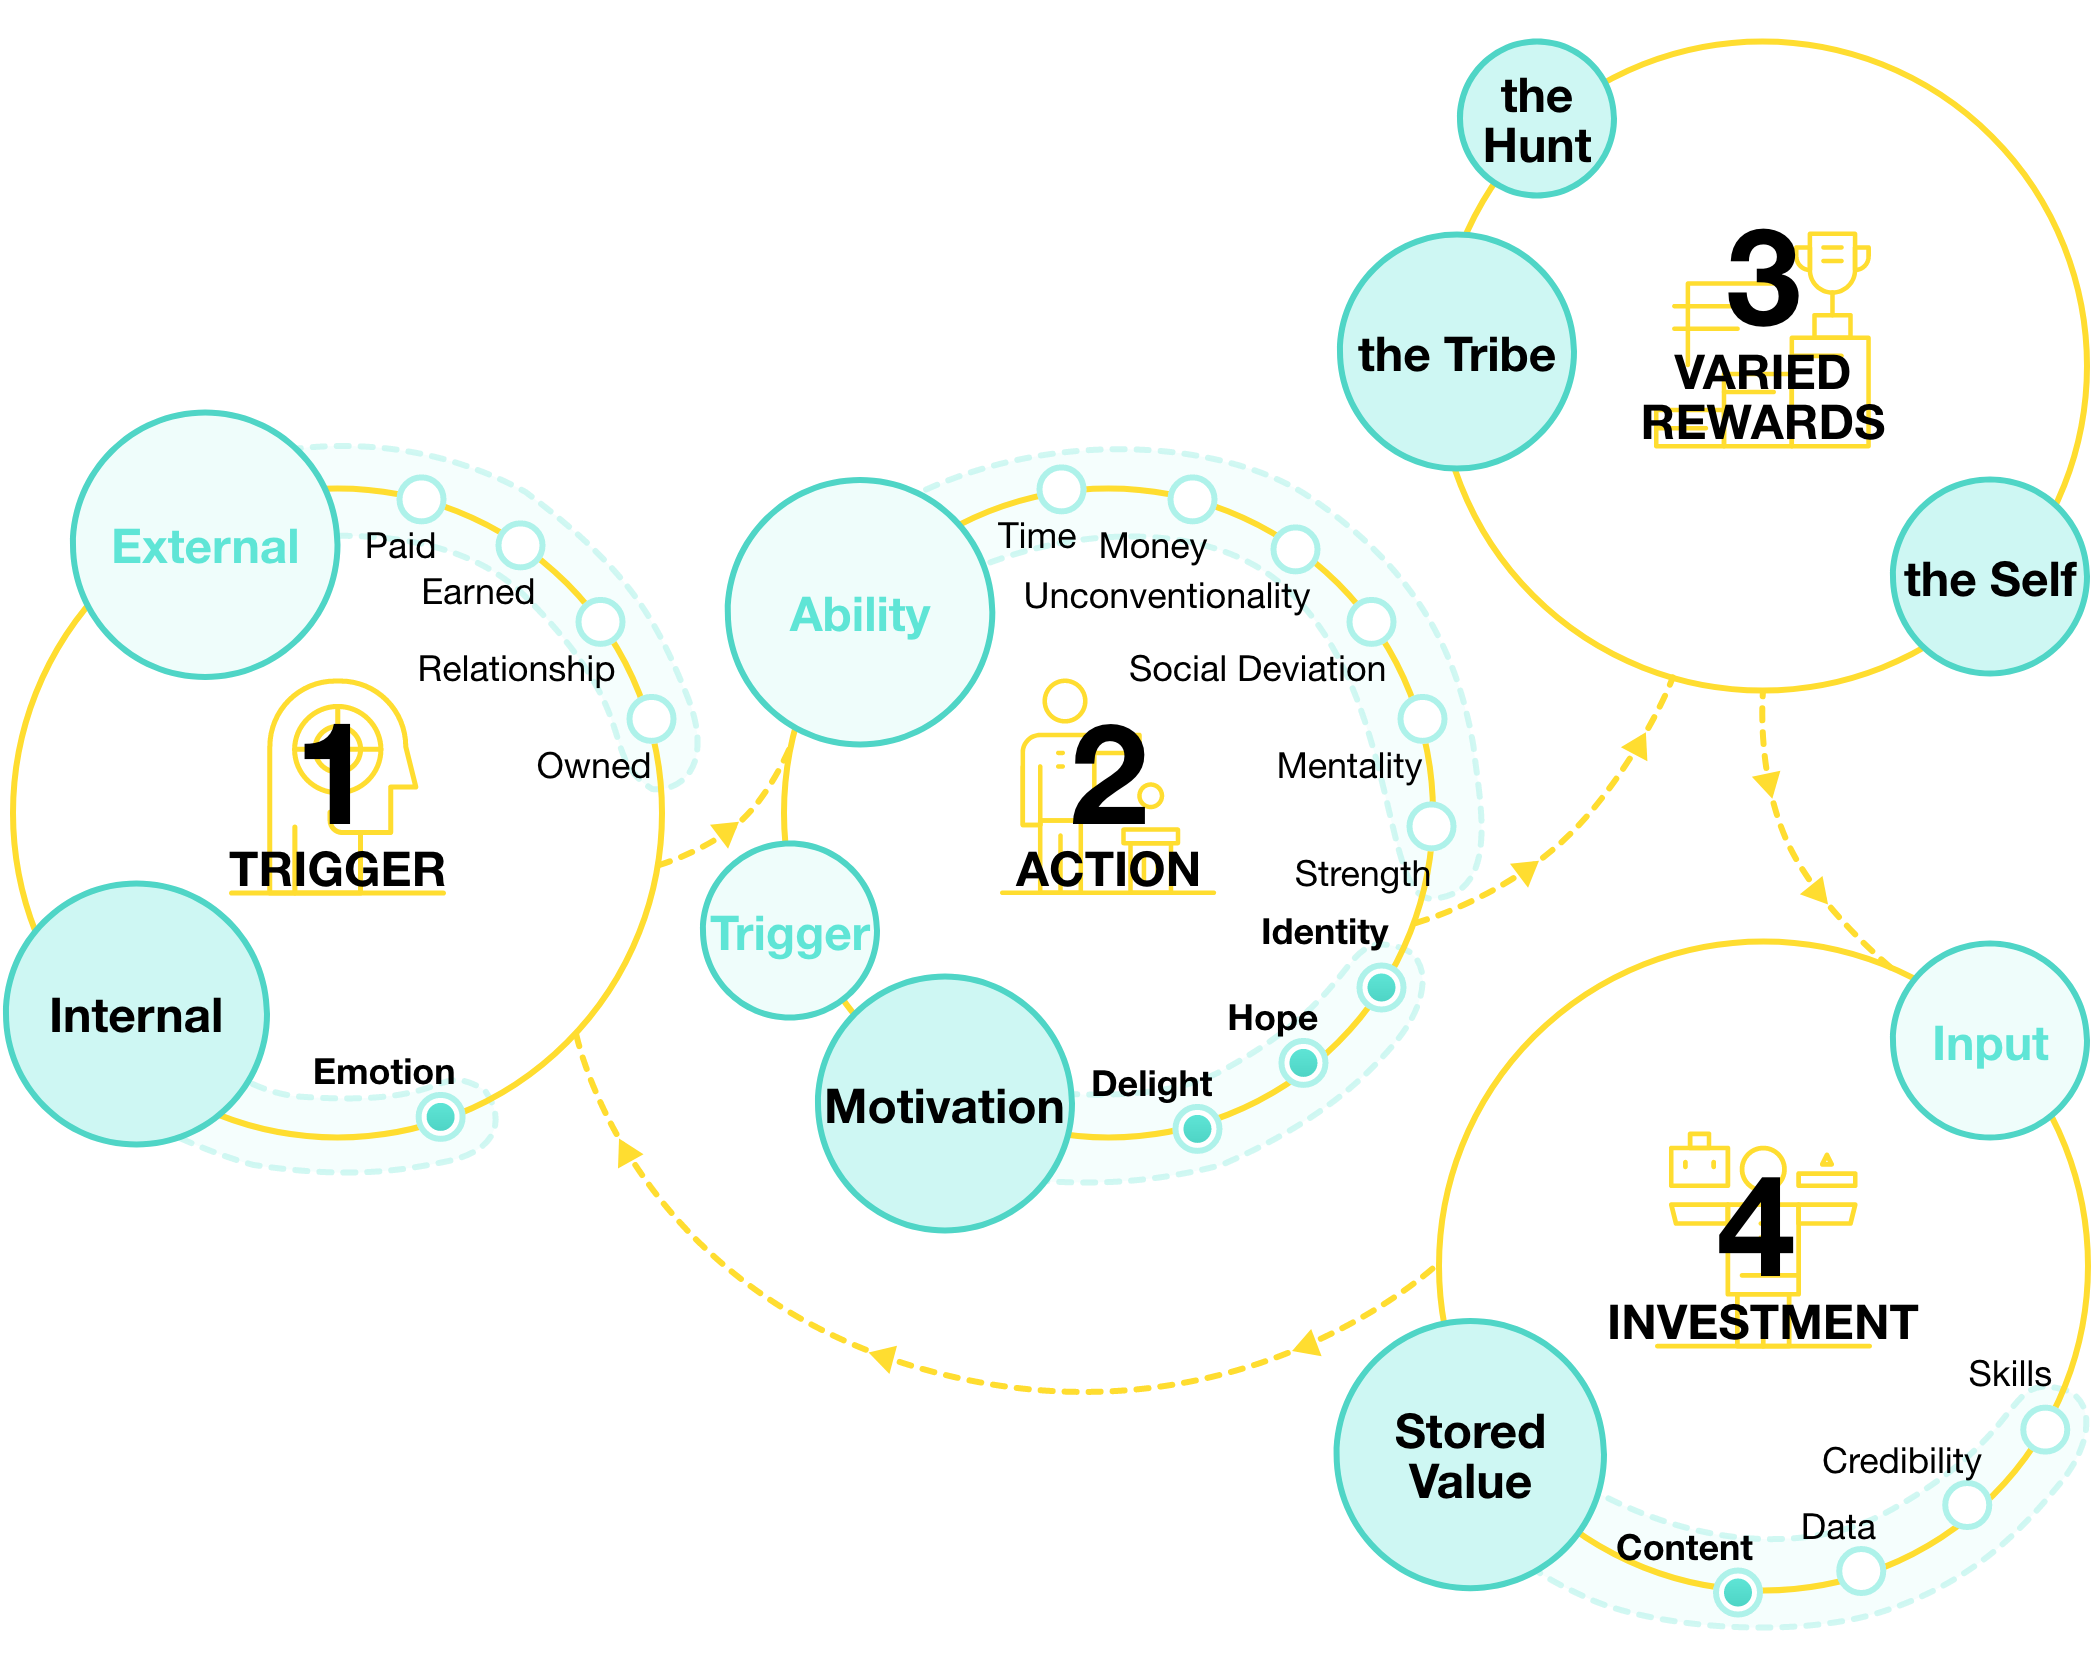 External
Paid
Earned
Relationship
Owned
1
TRIGGER
Internal
Emotion
Ability
Time
Money
Unconventionality
Social Deviation
Mentality
Strength
2
ACTION
Trigger
Motivation
Identity
Hope
Delight
the
Hunt
the Tribe
3
VARIED
REWARDS
the Self
Input
4
INVESTMENT
Stored
Value
Skills
Credibility
Data
Content